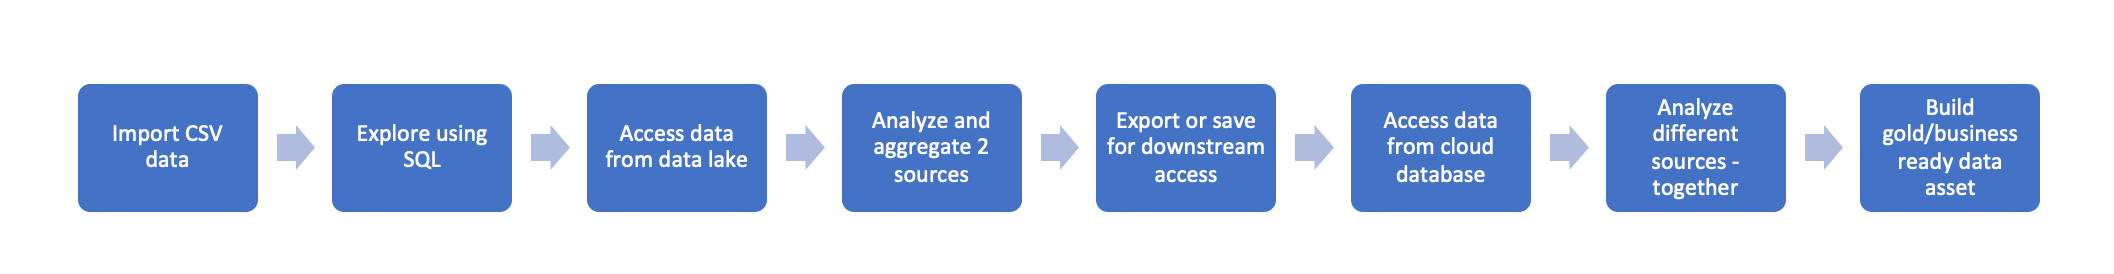 Import CSV
data
Explore using
SQL
Access data
from data lake
Analyze and
aggregate 2
sources
Export or save
for downstream
access
Access data
from cloud
database
Analyze
different
sources -
together
Build
gold/business
ready data
asset